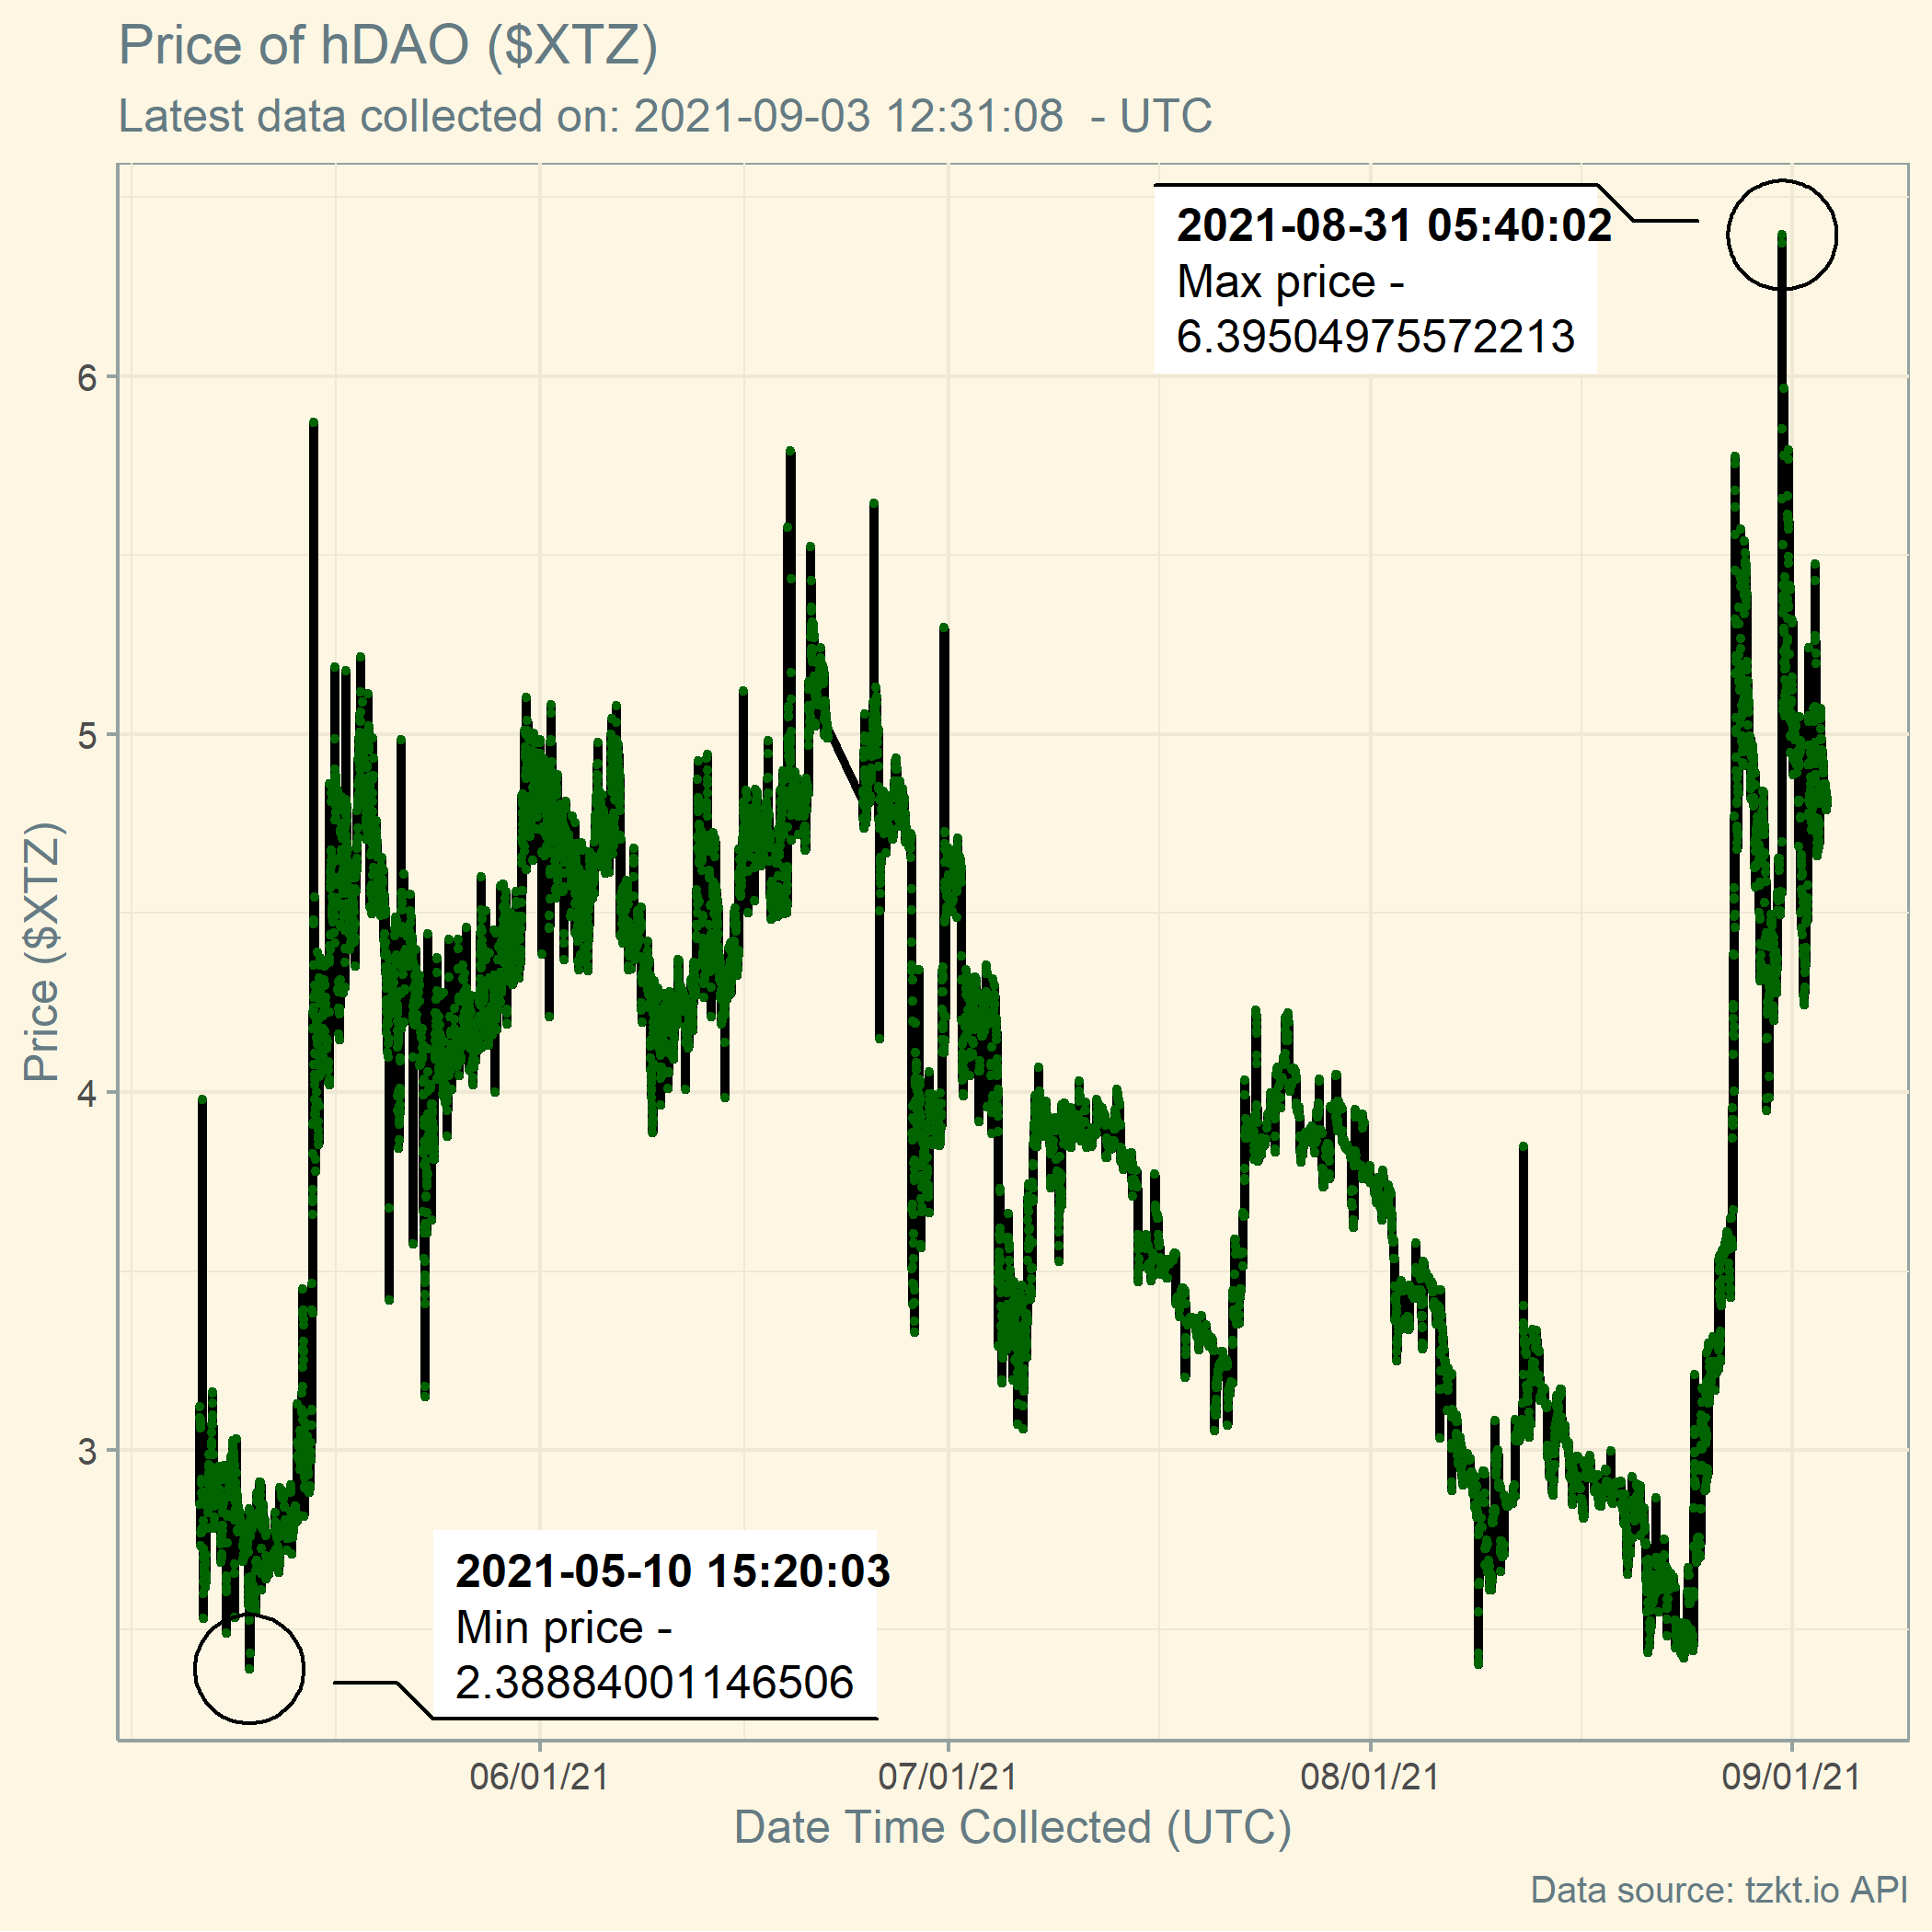 Price of hDAO ($XTZ)
Latest data collected on: 2021-09-03 12:31:08  - UTC
2021-08-31 05:40:02
Max price -
6.39504975572213
6
5
4
3
Price ($XTZ)
2021-05-10 15:20:03
Min price -
2.38884001146506
06/01/21
07/01/21
08/01/21
09/01/21
Date Time Collected (UTC)
Data source: tzkt.io API